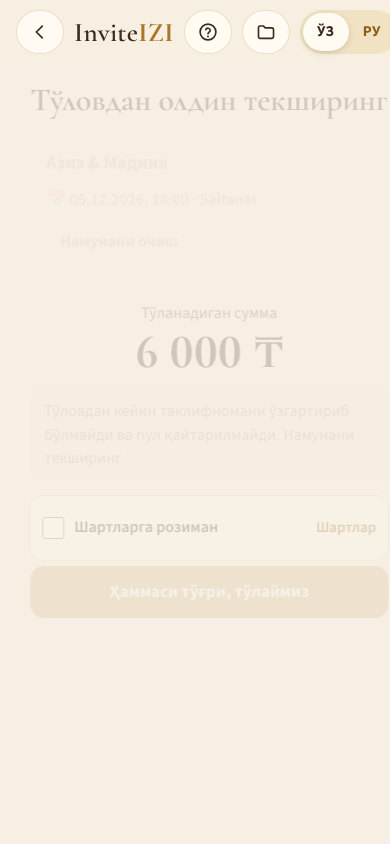 InviteIZI
ЎЗ
РУ
Тўловдан олдин текширинг
Азиз & Мадина
📅 05.12.2026, 18:00 · Saltanat
Намунани очиш
Тўланадиган сумма
6 000 ₸
Тўловдан кейин таклифномани ўзгартириб
бўлмайди ва пул қайтарилмайди. Намунани
текширинг
Шартларга розиман
Шартлар
Ҳаммаси тўғри, тўлаймиз